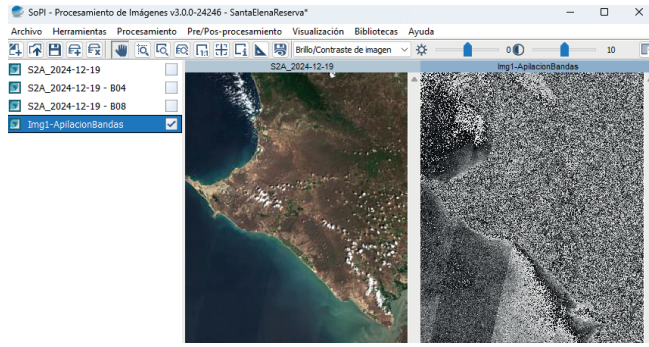 SoPI - Procesamiento de Imágenes v3.0.0-24246 - SantaElenaReserva*
Archivo Herramientas Procesamiento Pre/Pos-procesamiento Visualización Bibliotecas Ayuda
Brillo/Contraste de imagen 0 10
S2A_2024-12-19
S2A_2024-12-19 - B04
S2A_2024-12-19 - B08
Img1-ApilacionBandas
S2A_2024-12-19 Img1-ApilacionBandas